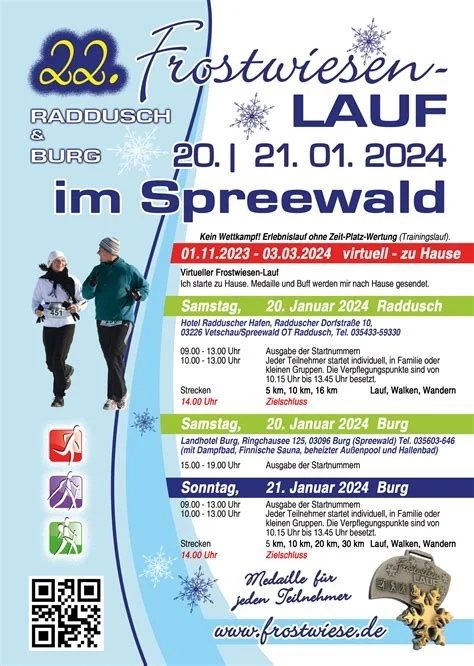 22. Frostwiesen-
LAUF
RADDUSCH
&
BURG
20. | 21. 01. 2024
im Spreewald
Kein Wettkampf! Erlebnislauf ohne Zeit-Platz-Wertung (Trainingslauf).
01.11.2023 - 03.03.2024 virtuell - zu Hause
Virtueller Frostwiesen-Lauf
Ich starte zu Hause. Medaille und Buff werden mir nach Hause gesendet.
Samstag, 20. Januar 2024 Raddusch
Hotel Radduscher Hafen, Radduscher Dorfstraße 10,
03226 Vetschau/Spreewald OT Raddusch, Tel. 035433-59330
09.00 - 13.00 Uhr Ausgabe der Startnummern
10.00 - 13.00 Uhr Jeder Teilnehmer startet individuell, in Familie oder
kleinen Gruppen. Die Verpflegungspunkte sind von
10.15 Uhr bis 13.45 Uhr besetzt.
Strecken 5 km, 10 km, 16 km Lauf, Walken, Wandern
14.00 Uhr Zielschluss
Samstag, 20. Januar 2024 Burg
Landhotel Burg, Ringchausee 125, 03096 Burg (Spreewald) Tel. 035603-646
(mit Dampfbad, Finnische Sauna, beheizter Außenpool und Hallenbad)
15.00 - 19.00 Uhr Ausgabe der Startnummern
Sonntag, 21. Januar 2024 Burg
09.00 - 13.00 Uhr Ausgabe der Startnummern
10.00 - 13.00 Uhr Jeder Teilnehmer startet individuell, in Familie oder
kleinen Gruppen. Die Verpflegungspunkte sind von
10.15 Uhr bis 13.45 Uhr besetzt.
Strecken 5 km, 10 km, 20 km, 30 km Lauf, Walken, Wandern
14.00 Uhr Zielschluss
Medaille für
jeden Teilnehmer
www.frostwiese.de
451
Frostwiesen
LAUF